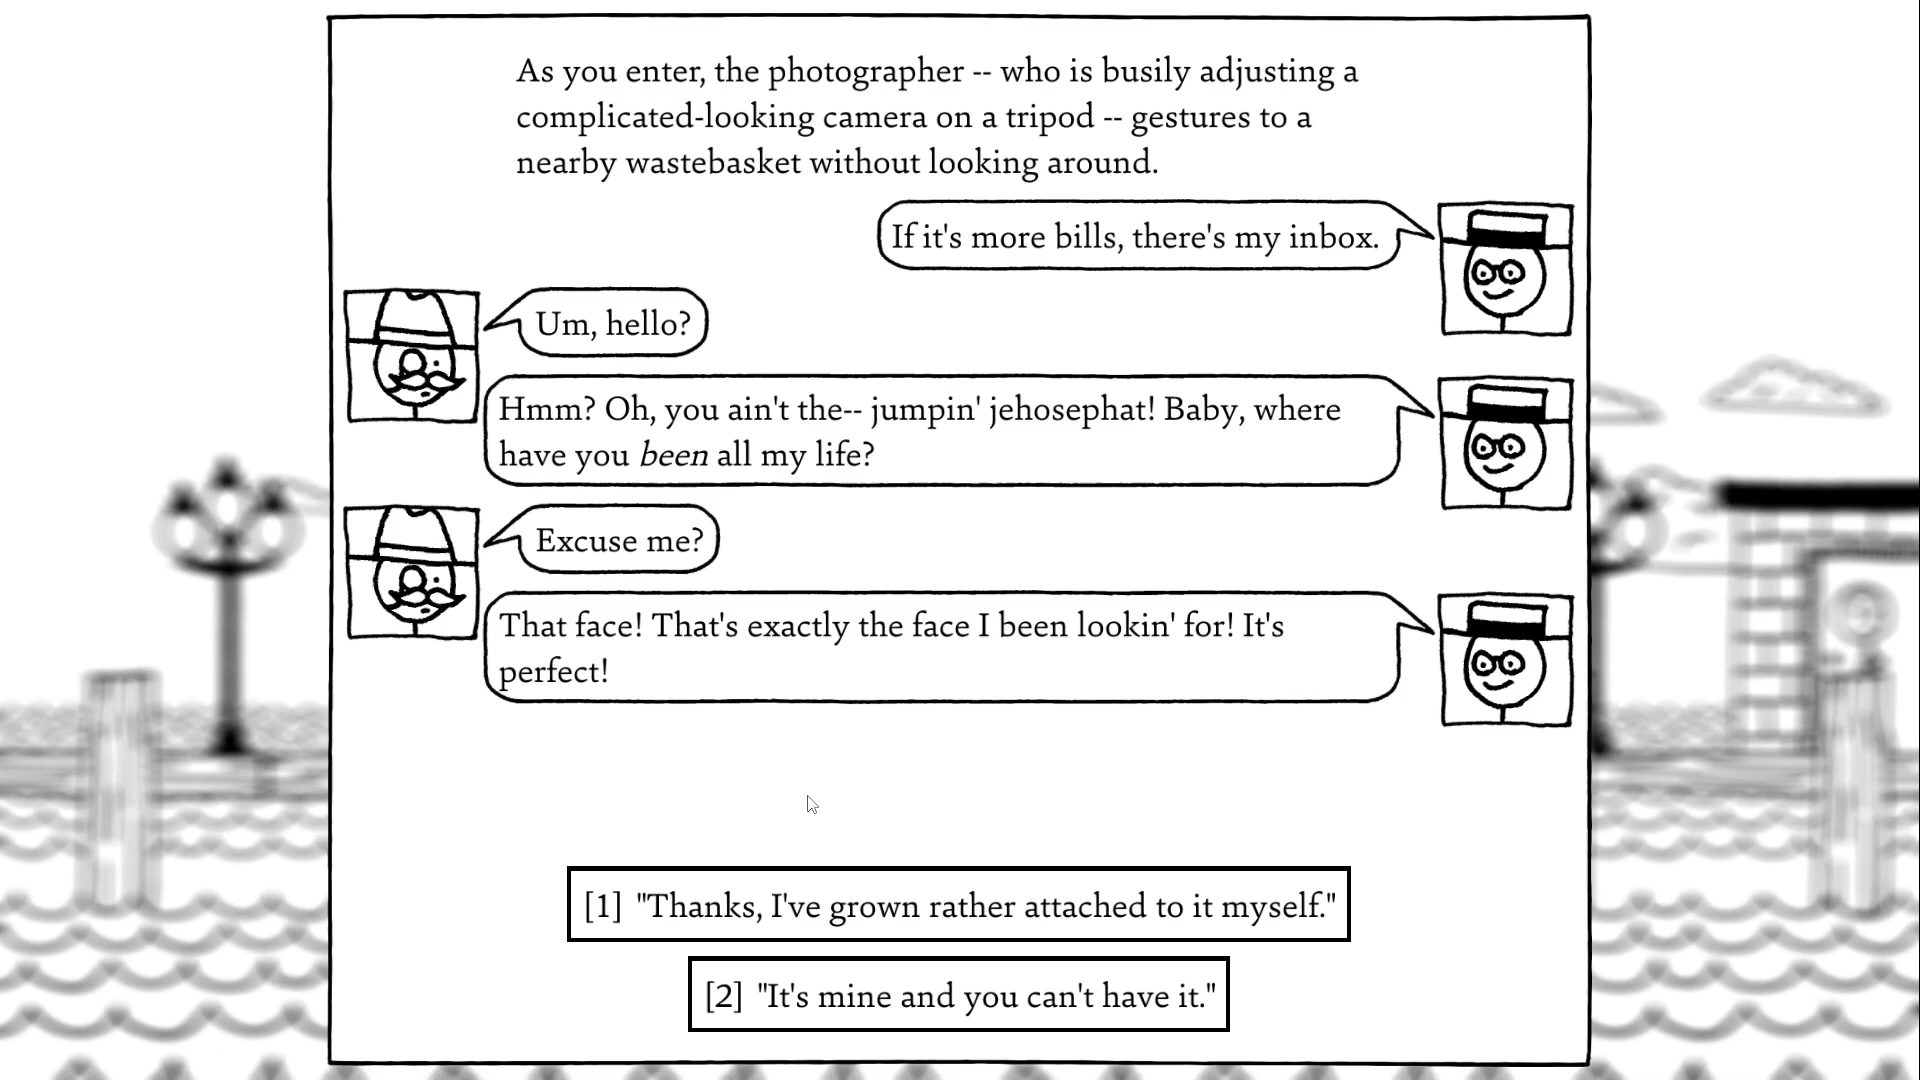 As you enter, the photographer -- who is busily adjusting a
complicated-looking camera on a tripod -- gestures to a
nearby wastebasket without looking around.
If it's more bills, there's my inbox.
Um, hello?
Hmm? Oh, you ain't the-- jumpin' jehosephat! Baby, where
have you been all my life?
Excuse me?
That face! That's exactly the face I been lookin' for! It's
perfect!
[1] "Thanks, I've grown rather attached to it myself."
[2] "It's mine and you can't have it."